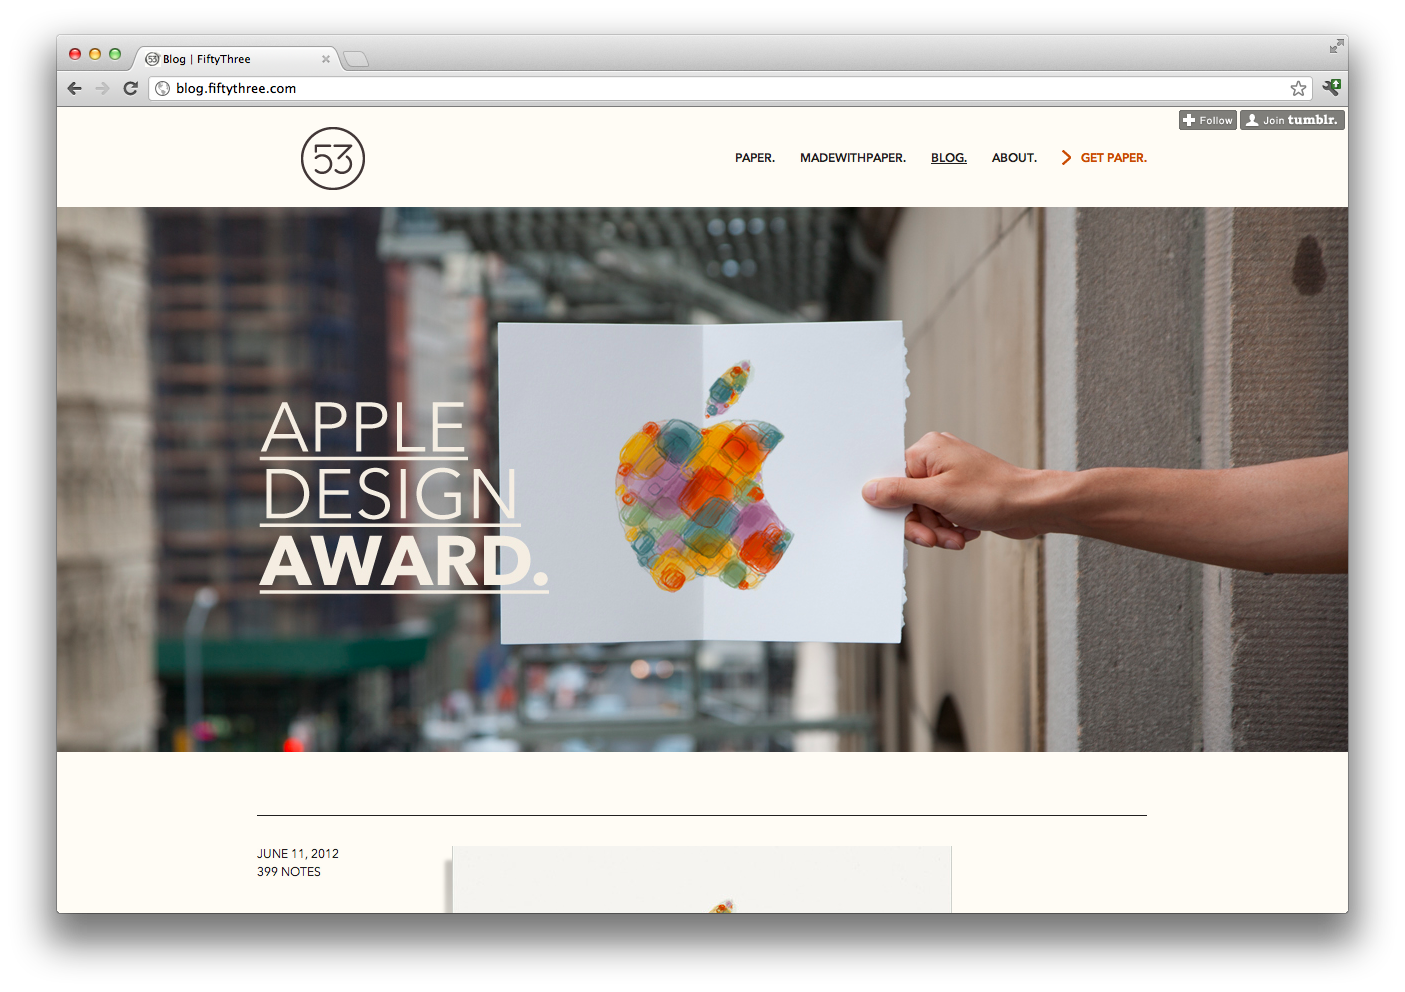 53 Blog | FiftyThree
blog.fiftythree.com
Follow
Join tumblr.
53
PAPER.
MADEWITHPAPER.
BLOG.
ABOUT.
GET PAPER.
APPLE
DESIGN
AWARD.
JUNE 11, 2012
399 NOTES